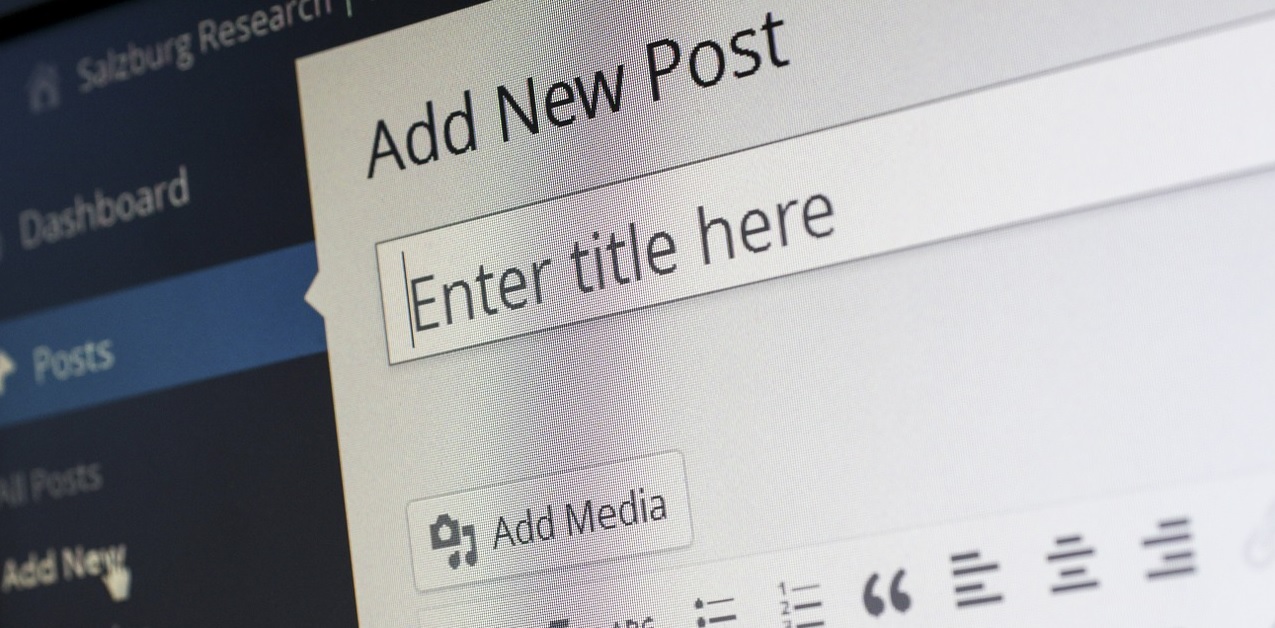 Salzburg Research |
Dashboard
Posts
All Posts
Add New
Add New Post
Enter title here
Add Media
ABC